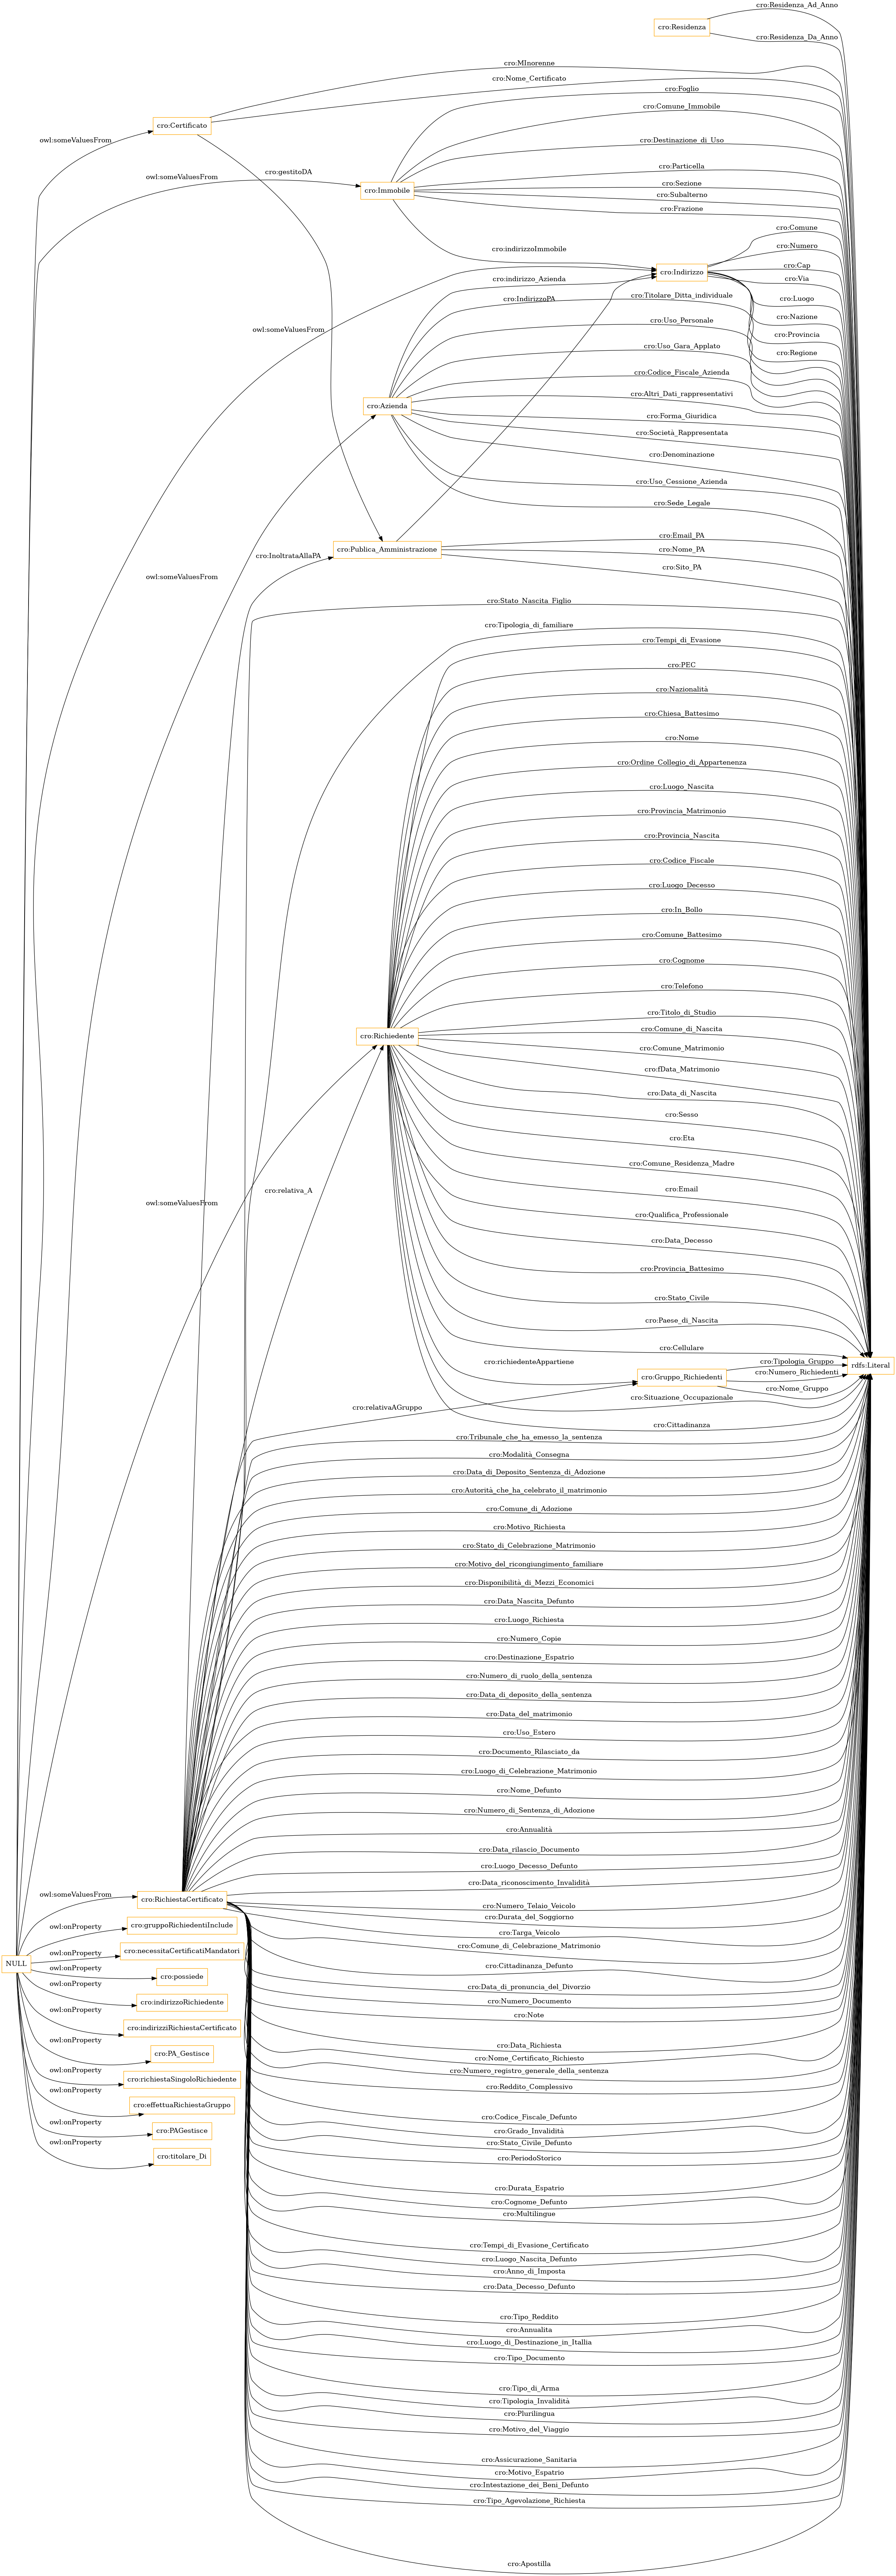 cro:Residenza_Ad_Anno
cro:Residenza
cro:Residenza_Da_Anno
cro:MInorenne
cro:Nome_Certificato
cro:Foglio
cro:Comune_Immobile
cro:Certificato
owl:someValuesFrom
cro:Destinazione_di_Uso
cro:Particella
cro:gestitoDA
owl:someValuesFrom
cro:Sezione
cro:Immobile
cro:Subalterno
cro:Frazione
cro:Comune
cro:indirizzoImmobile
cro:Numero
cro:Cap
cro:Indirizzo
cro:indirizzo_Azienda
cro:Via
cro:IndirizzoPA
cro:Titolare_Ditta_individuale
cro:Luogo
cro:Nazione
cro:Uso_Personale
owl:someValuesFrom
cro:Provincia
cro:Uso_Gara_Applato
cro:Regione
cro:Codice_Fiscale_Azienda
cro:Altri_Dati_rappresentativi
cro:Azienda
cro:Forma_Giuridica
cro:Società_Rappresentata
cro:Denominazione
cro:Uso_Cessione_Azienda
cro:Sede_Legale
cro:Email_PA
cro:Publica_Amministrazione
cro:Nome_PA
cro:InoltrataAllaPA
cro:Sito_PA
owl:someValuesFrom
cro:Stato_Nascita_Figlio
cro:Tipologia_di_familiare
cro:Tempi_di_Evasione
cro:PEC
cro:Nazionalità
cro:Chiesa_Battesimo
cro:Nome
cro:Ordine_Collegio_di_Appartenenza
cro:Luogo_Nascita
cro:Provincia_Matrimonio
cro:Provincia_Nascita
cro:Codice_Fiscale
cro:Luogo_Decesso
cro:In_Bollo
cro:Comune_Battesimo
cro:Cognome
cro:Telefono
cro:Titolo_di_Studio
cro:Comune_di_Nascita
cro:Richiedente
cro:Comune_Matrimonio
cro:fData_Matrimonio
cro:Data_di_Nascita
cro:Sesso
cro:Eta
cro:Comune_Residenza_Madre
cro:relativa_A
cro:Email
owl:someValuesFrom
cro:Qualifica_Professionale
cro:Data_Decesso
cro:Provincia_Battesimo
cro:Stato_Civile
cro:Paese_di_Nascita
cro:Cellulare
cro:richiedenteAppartiene
cro:Tipologia_Gruppo
rdfs:Literal
cro:Numero_Richiedenti
cro:Gruppo_Richiedenti
cro:Nome_Gruppo
cro:Situazione_Occupazionale
cro:relativaAGruppo
cro:Cittadinanza
cro:Tribunale_che_ha_emesso_la_sentenza
cro:Modalità_Consegna
cro:Data_di_Deposito_Sentenza_di_Adozione
cro:Autorità_che_ha_celebrato_il_matrimonio
cro:Comune_di_Adozione
cro:Motivo_Richiesta
cro:Stato_di_Celebrazione_Matrimonio
cro:Motivo_del_ricongiungimento_familiare
cro:Disponibilità_di_Mezzi_Economici
cro:Data_Nascita_Defunto
cro:Luogo_Richiesta
cro:Numero_Copie
cro:Destinazione_Espatrio
cro:Numero_di_ruolo_della_sentenza
cro:Data_di_deposito_della_sentenza
cro:Data_del_matrimonio
cro:Uso_Estero
cro:Documento_Rilasciato_da
cro:Luogo_di_Celebrazione_Matrimonio
cro:Nome_Defunto
cro:Numero_di_Sentenza_di_Adozione
cro:Annualità
cro:Data_rilascio_Documento
cro:Luogo_Decesso_Defunto
cro:Data_riconoscimento_Invalidità
owl:someValuesFrom
cro:RichiestaCertificato
cro:Numero_Telaio_Veicolo
cro:Durata_del_Soggiorno
cro:gruppoRichiedentiInclude
owl:onProperty
cro:Targa_Veicolo
cro:Comune_di_Celebrazione_Matrimonio
cro:necessitaCertificatiMandatori
owl:onProperty
NULL
cro:Cittadinanza_Defunto
owl:onProperty
cro:possiede
owl:onProperty
cro:Data_di_pronuncia_del_Divorzio
cro:indirizzoRichiedente
cro:Numero_Documento
owl:onProperty
cro:Note
cro:indirizziRichiestaCertificato
owl:onProperty
cro:Data_Richiesta
cro:PA_Gestisce
cro:Nome_Certificato_Richiesto
owl:onProperty
cro:Numero_registro_generale_della_sentenza
cro:richiestaSingoloRichiedente
owl:onProperty
cro:Reddito_Complessivo
cro:effettuaRichiestaGruppo
owl:onProperty
cro:Codice_Fiscale_Defunto
cro:PAGestisce
cro:Grado_Invalidità
owl:onProperty
cro:Stato_Civile_Defunto
cro:titolare_Di
cro:PeriodoStorico
cro:Durata_Espatrio
cro:Cognome_Defunto
cro:Multilingue
cro:Tempi_di_Evasione_Certificato
cro:Luogo_Nascita_Defunto
cro:Anno_di_Imposta
cro:Data_Decesso_Defunto
cro:Tipo_Reddito
cro:Annualita
cro:Luogo_di_Destinazione_in_Itallia
cro:Tipo_Documento
cro:Tipo_di_Arma
cro:Tipologia_Invalidità
cro:Plurilingua
cro:Motivo_del_Viaggio
cro:Assicurazione_Sanitaria
cro:Motivo_Espatrio
cro:Intestazione_dei_Beni_Defunto
cro:Tipo_Agevolazione_Richiesta
cro:Apostilla